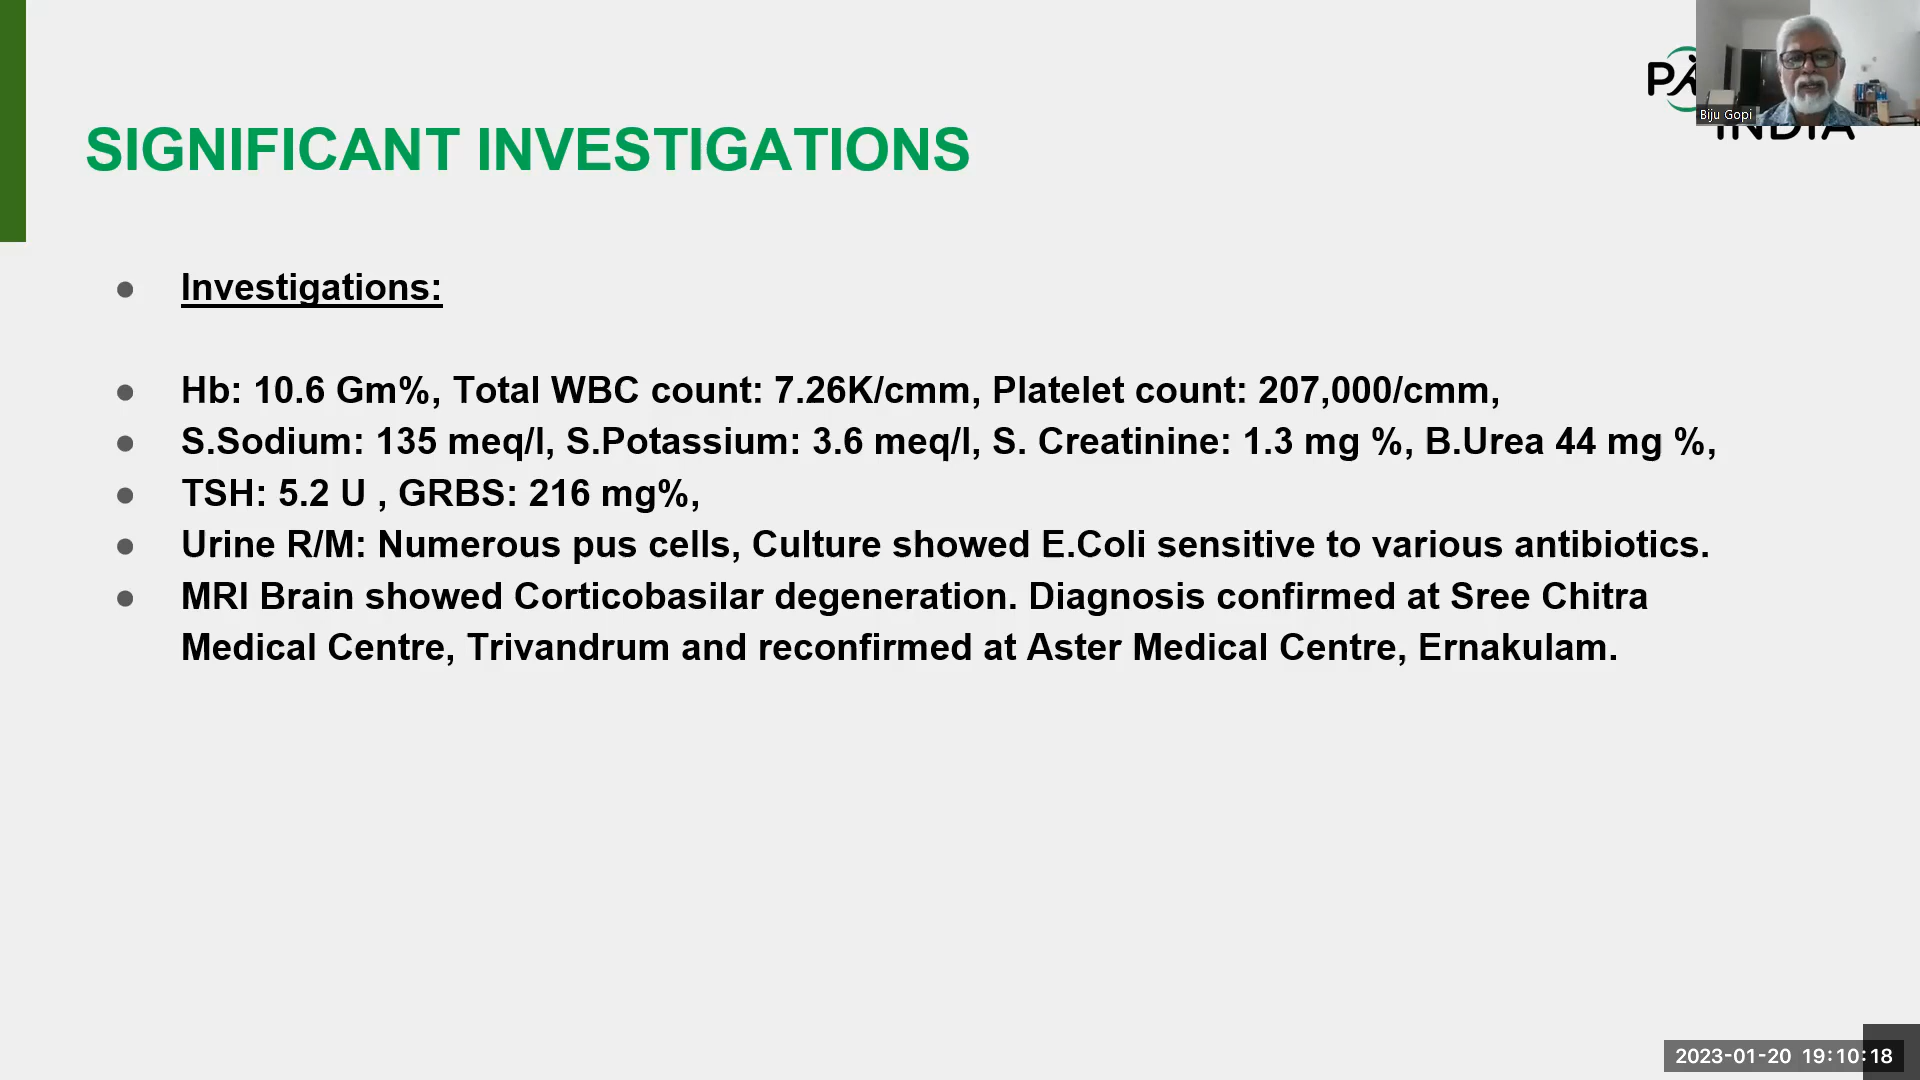 Biju Gopi
INDIA
SIGNIFICANT INVESTIGATIONS
Investigations:
Hb: 10.6 Gm%, Total WBC count: 7.26K/cmm, Platelet count: 207,000/cmm,
S.Sodium: 135 meq/l, S.Potassium: 3.6 meq/l, S. Creatinine: 1.3 mg %, B.Urea 44 mg %,
TSH: 5.2 U , GRBS: 216 mg%,
Urine R/M: Numerous pus cells, Culture showed E.Coli sensitive to various antibiotics.
MRI Brain showed Corticobasilar degeneration. Diagnosis confirmed at Sree Chitra
Medical Centre, Trivandrum and reconfirmed at Aster Medical Centre, Ernakulam.
2023-01-20 19:10:18